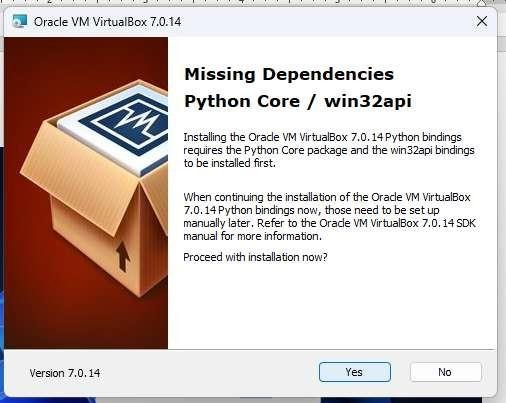 Oracle VM VirtualBox 7.0.14
Missing Dependencies
Python Core / win32api
Installing the Oracle VM VirtualBox 7.0.14 Python bindings
requires the Python Core package and the win32api bindings
to be installed first.
When continuing the installation of the Oracle VM VirtualBox
7.0.14 Python bindings now, those need to be set up
manually later. Refer to the Oracle VM VirtualBox 7.0.14 SDK
manual for more information.
Proceed with installation now?
Version 7.0.14
Yes
No